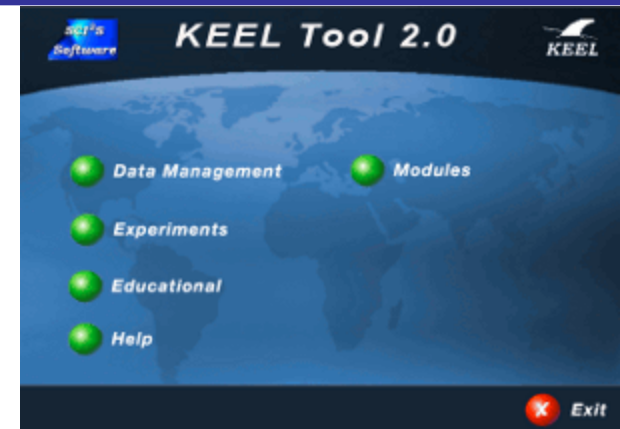 SCI²S
Software
KEEL Tool 2.0
KEEL
Data Management
Modules
Experiments
Educational
Help
X Exit